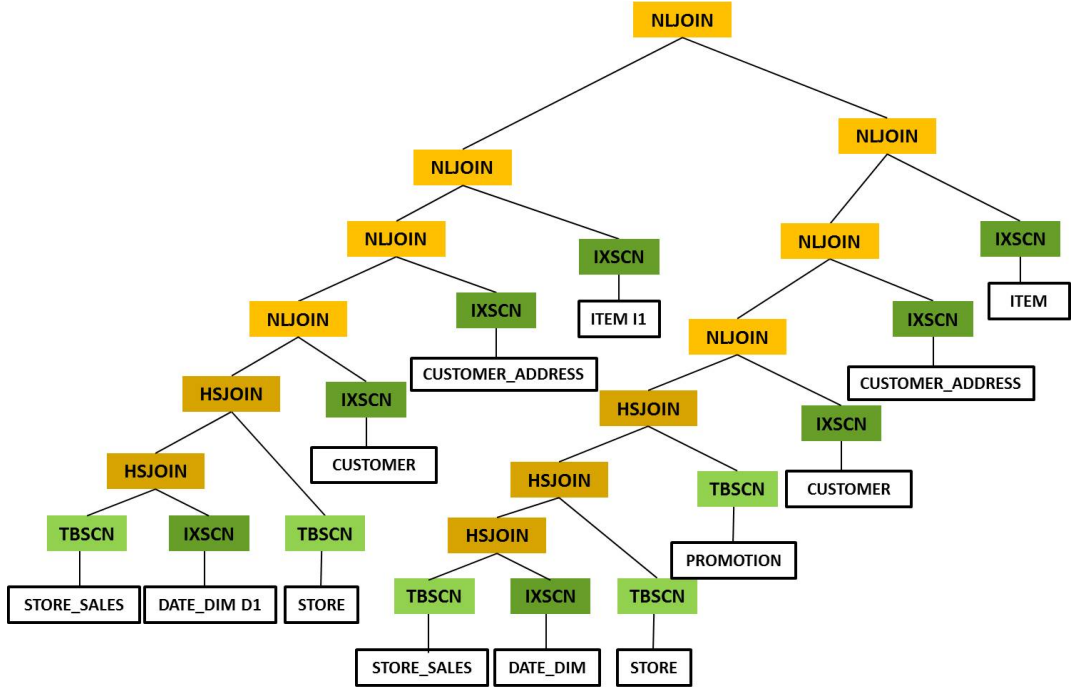 NLJOIN
NLJOIN
NLJOIN
NLJOIN
NLJOIN
IXSCN
IXSCN
ITEM
ITEM I1
NLJOIN
IXSCN
IXSCN
NLJOIN
CUSTOMER_ADDRESS
CUSTOMER_ADDRESS
HSJOIN
IXSCN
HSJOIN
IXSCN
CUSTOMER
HSJOIN
HSJOIN
TBSCN
CUSTOMER
TBSCN
IXSCN
TBSCN
HSJOIN
PROMOTION
STORE_SALES
DATE_DIM D1
STORE
TBSCN
IXSCN
TBSCN
STORE_SALES
DATE_DIM
STORE